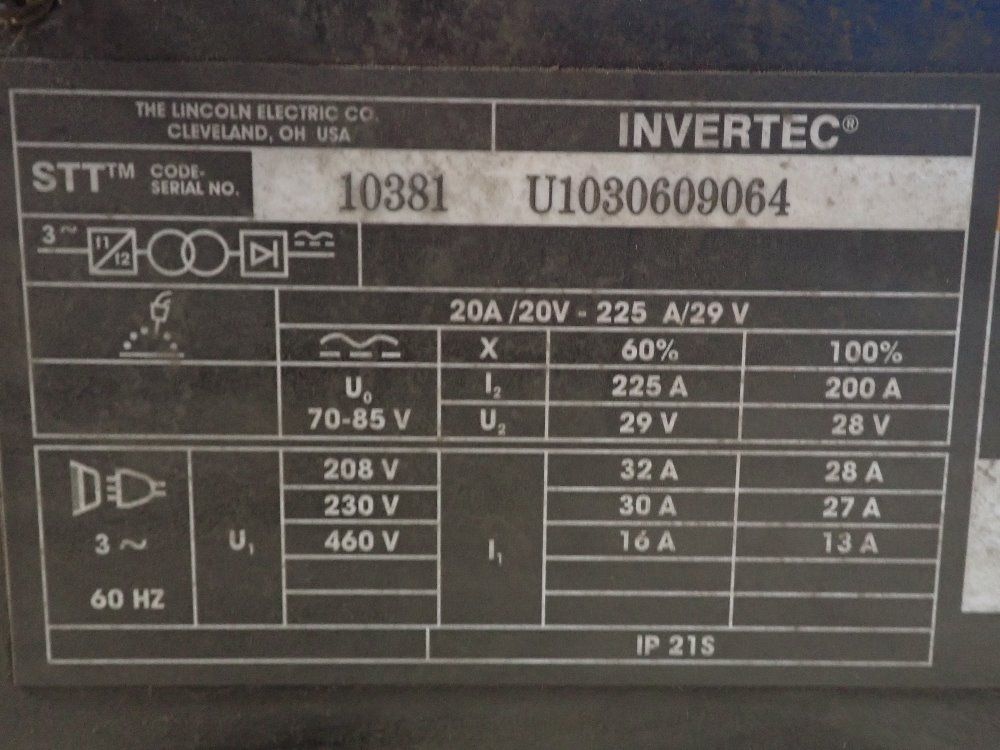 THE LINCOLN ELECTRIC CO.
CLEVELAND, OH USA
INVERTEC®
STT™ CODE-
SERIAL NO.
10381 U1030609064
3~ f1/f2
20A/20V - 225 A/29 V
X 60% 100%
U₀
70-85 V
I₂ 225 A 200 A
U₂ 29 V 28 V
208 V 32 A 28 A
230 V 30 A 27 A
3 ~ U₁ 460 V I₁ 16 A 13 A
60 HZ
IP 21S